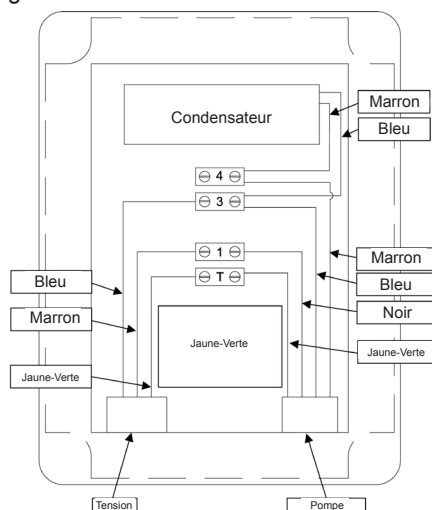 Condensateur
Marron
Bleu
4
3
1
T
Marron
Bleu
Noir
Jaune-Verte
Bleu
Marron
Jaune-Verte
Jaune-Verte
Tension
Pompe